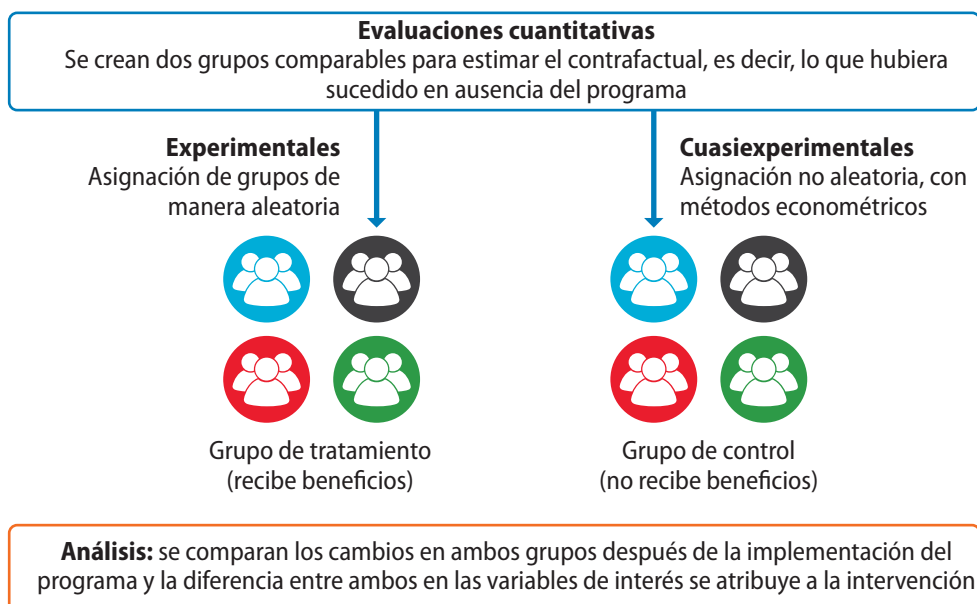 Evaluaciones cuantitativas
Se crean dos grupos comparables para estimar el contrafactual, es decir, lo que hubiera
sucedido en ausencia del programa
Experimentales
Asignación de grupos de
manera aleatoria
Cuasiexperimentales
Asignación no aleatoria, con
métodos econométricos
Grupo de tratamiento
(recibe beneficios)
Grupo de control
(no recibe beneficios)
Análisis: se comparan los cambios en ambos grupos después de la implementación del
programa y la diferencia entre ambos en las variables de interés se atribuye a la intervención